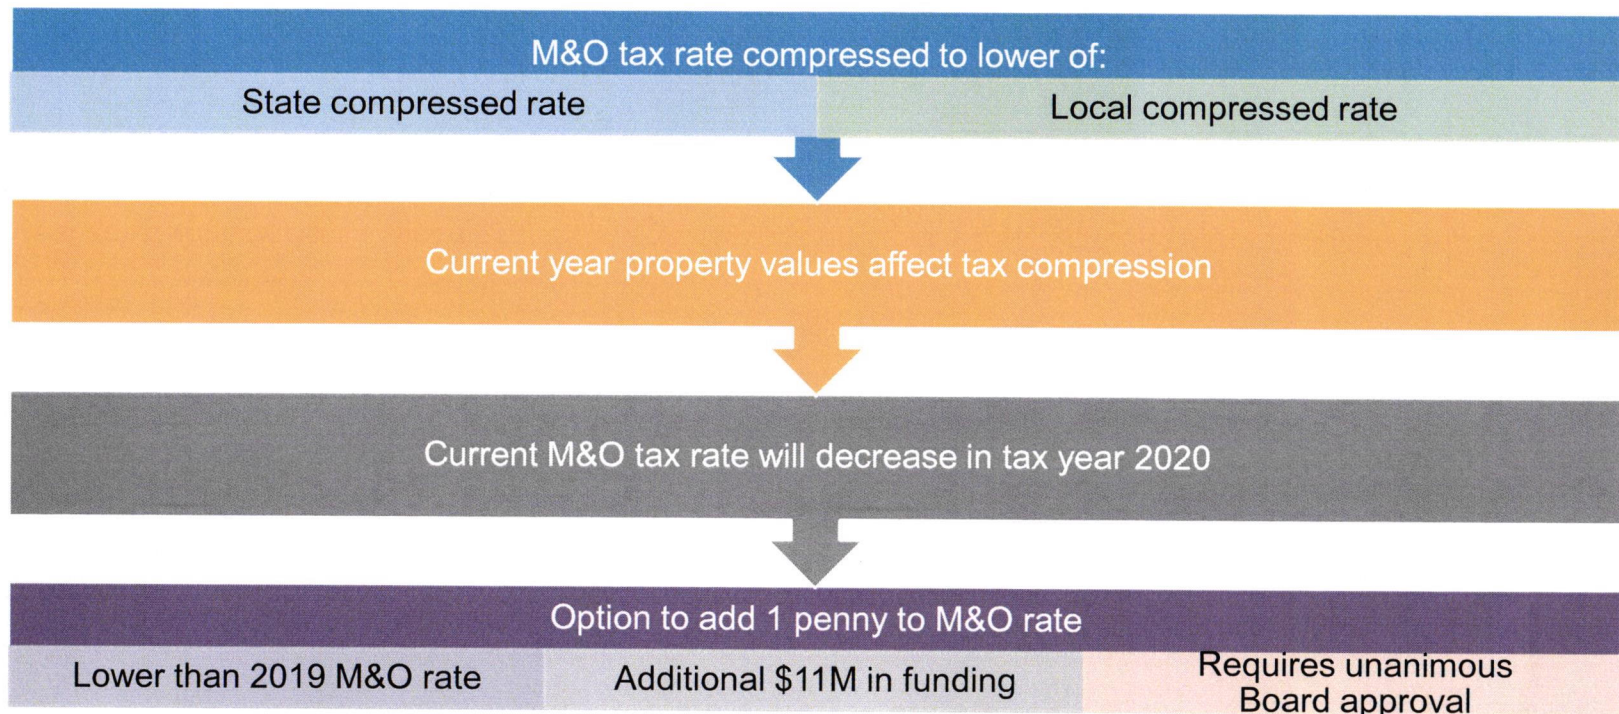 M&O tax rate compressed to lower of:
State compressed rate
Local compressed rate
Current year property values affect tax compression
Current M&O tax rate will decrease in tax year 2020
Option to add 1 penny to M&O rate
Lower than 2019 M&O rate
Additional $11M in funding
Requires unanimous
Board approval